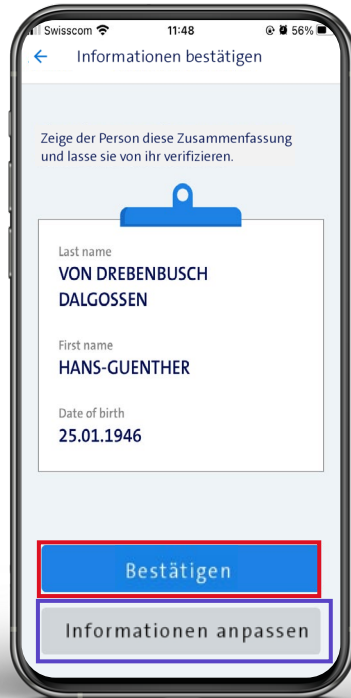 Swisscom 11:48 56%
Informationen bestätigen
Zeige der Person diese Zusammenfassung
und lasse sie von ihr verifizieren.
Last name
VON DREBENBUSCH
DALGOSSEN
First name
HANS-GUENTHER
Date of birth
25.01.1946
Bestätigen
Informationen anpassen